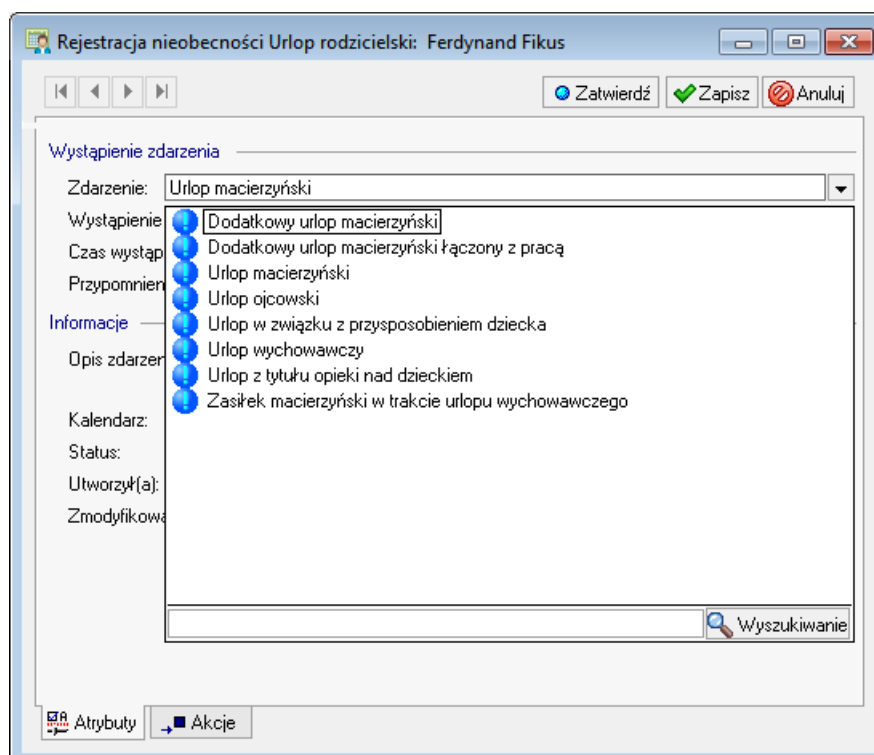 Rejestracja nieobecności Urlop rodzicielski: Ferdynand Fikus
Zatwierdź Zapisz Anuluj
Wystąpienie zdarzenia
Zdarzenie: Urlop macierzyński
Wystąpienie
Dodatkowy urlop macierzyński
Czas wystąp
Dodatkowy urlop macierzyński łączony z pracą
Urlop macierzyński
Przypomnien
Urlop ojcowski
Informacje
Urlop w związku z przysposobieniem dziecka
Urlop wychowawczy
Opis zdarzer
Urlop z tytułu opieki nad dzieckiem
Zasiłek macierzyński w trakcie urlopu wychowawczego
Kalendarz:
Status:
Utworzył(a):
Zmodyfikowa
Wyszukiwanie
Atrybuty Akcje